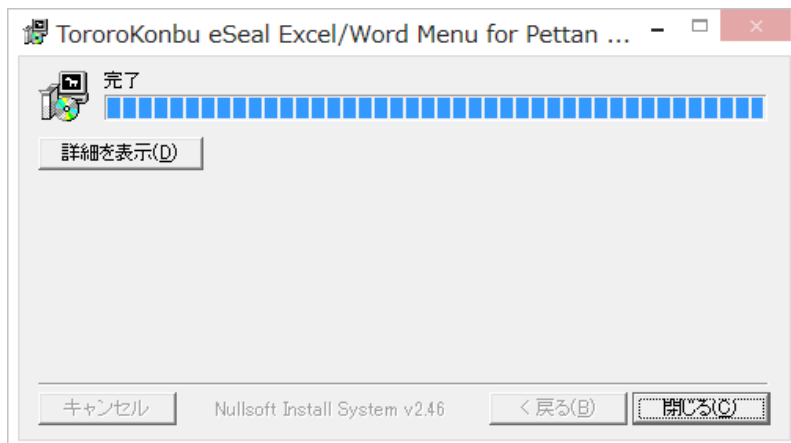 TororoKonbu eSeal Excel/Word Menu for Pettan ...
完了
詳細を表示(D)
キャンセル
Nullsoft Install System v2.46
< 戻る(B)
閉じる(C)